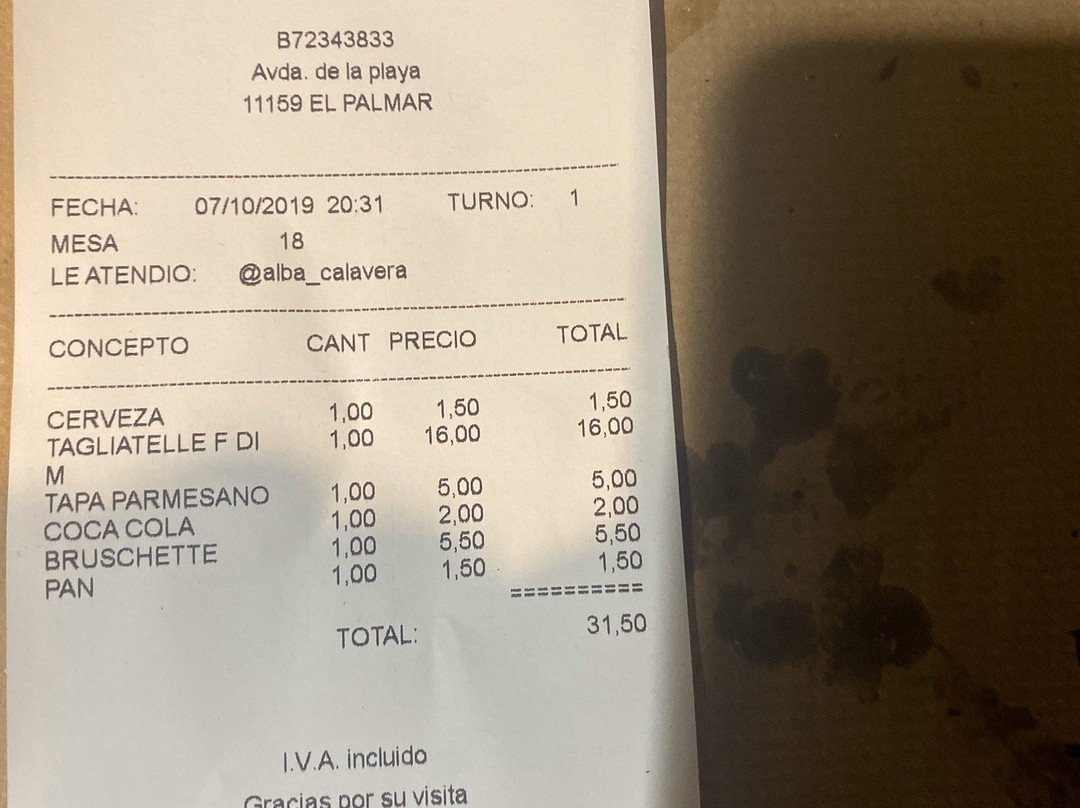 B72343833
Avda. de la playa
11159 EL PALMAR
FECHA: 07/10/2019 20:31 TURNO: 1
MESA 18
LE ATENDIO: @alba_calavera
CONCEPTO CANT PRECIO TOTAL
CERVEZA 1,00 1,50 1,50
TAGLIATELLE F DI 1,00 16,00 16,00
M
TAPA PARMESANO 1,00 5,00 5,00
COCA COLA 1,00 2,00 2,00
BRUSCHETTE 1,00 5,50 5,50
PAN 1,00 1,50 1,50
==========
TOTAL: 31,50
I.V.A. incluido
Gracias por su visita